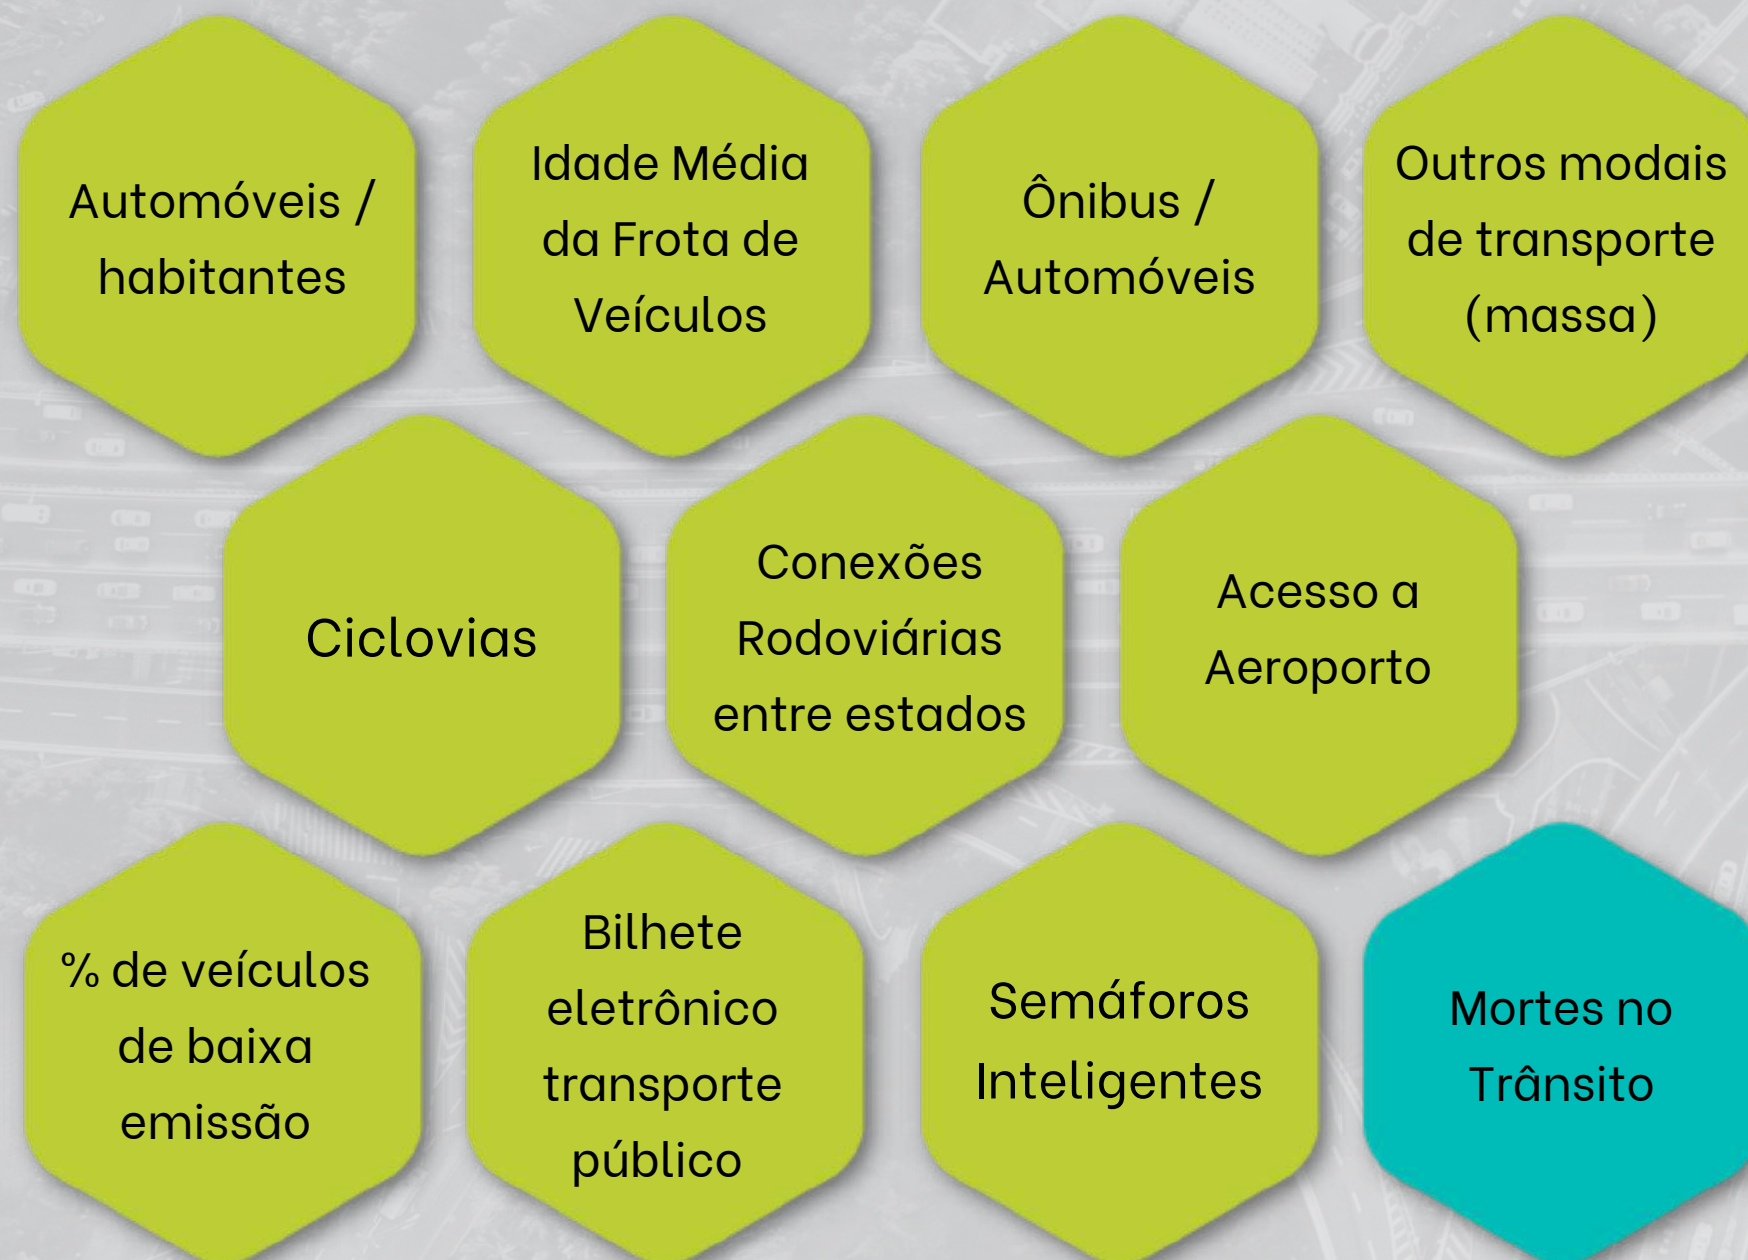 Automóveis /
habitantes
Idade Média
da Frota de
Veículos
Ônibus /
Automóveis
Outros modais
de transporte
(massa)
Ciclovias
Conexões
Rodoviárias
entre estados
Acesso a
Aeroporto
% de veículos
de baixa
emissão
Bilhete
eletrônico
transporte
público
Semáforos
Inteligentes
Mortes no
Trânsito